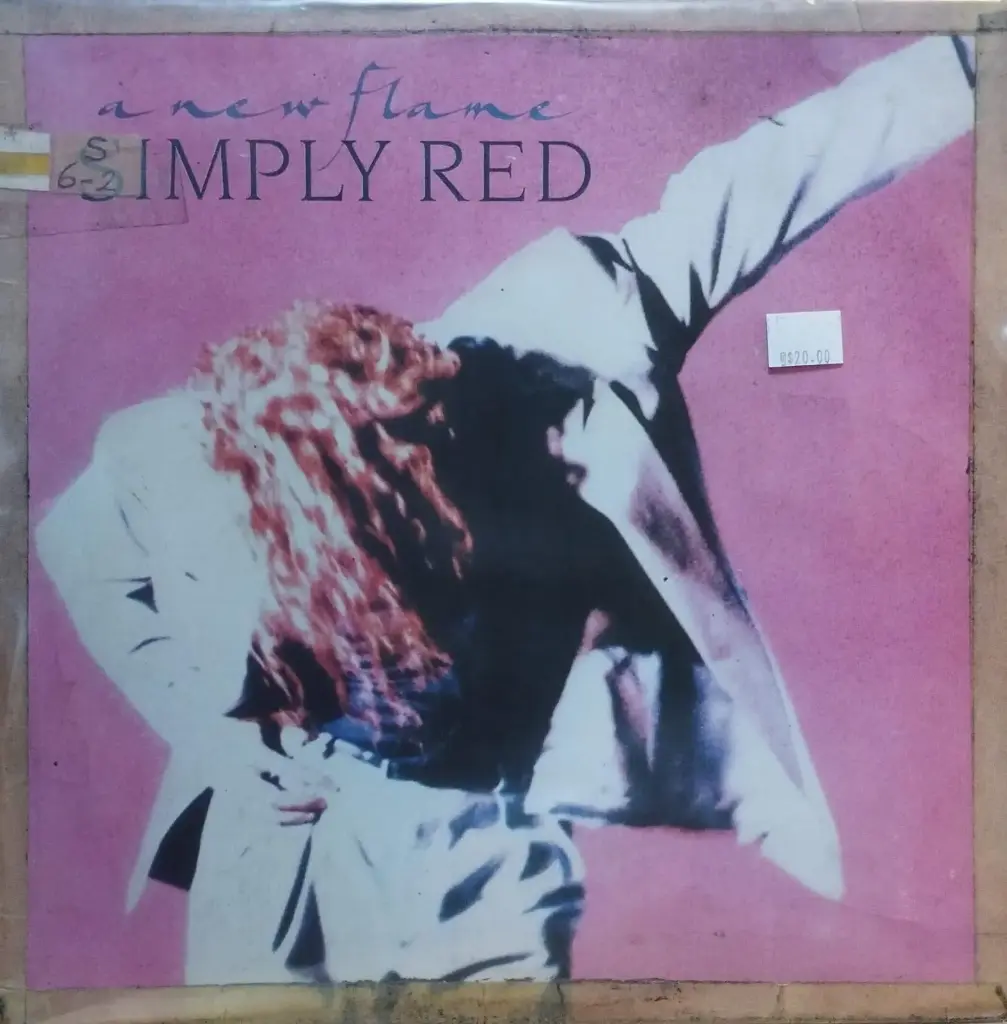 a new flame
SIMPLY RED
S
6-2
R$20.00